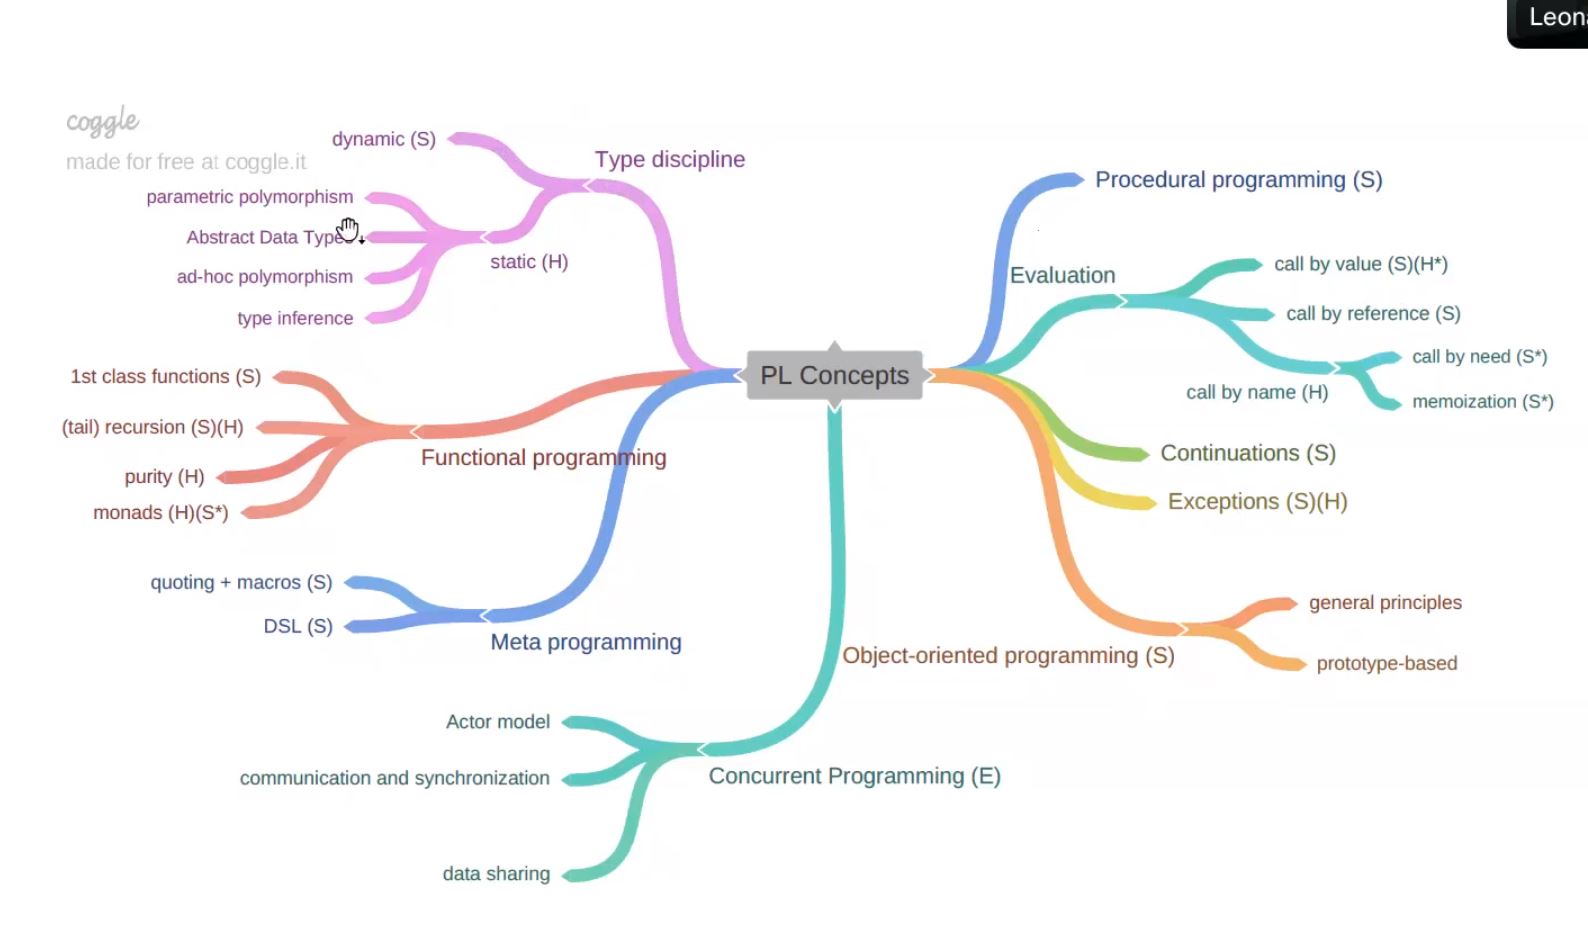 Leon
coggle
made for free at coggle.it
PL Concepts
Type discipline
dynamic (S)
static (H)
parametric polymorphism
Abstract Data Type
ad-hoc polymorphism
type inference
Functional programming
1st class functions (S)
(tail) recursion (S)(H)
purity (H)
monads (H)(S*)
Meta programming
quoting + macros (S)
DSL (S)
Concurrent Programming (E)
Actor model
communication and synchronization
data sharing
Procedural programming (S)
Evaluation
call by value (S)(H*)
call by reference (S)
call by name (H)
call by need (S*)
memoization (S*)
Continuations (S)
Exceptions (S)(H)
Object-oriented programming (S)
general principles
prototype-based